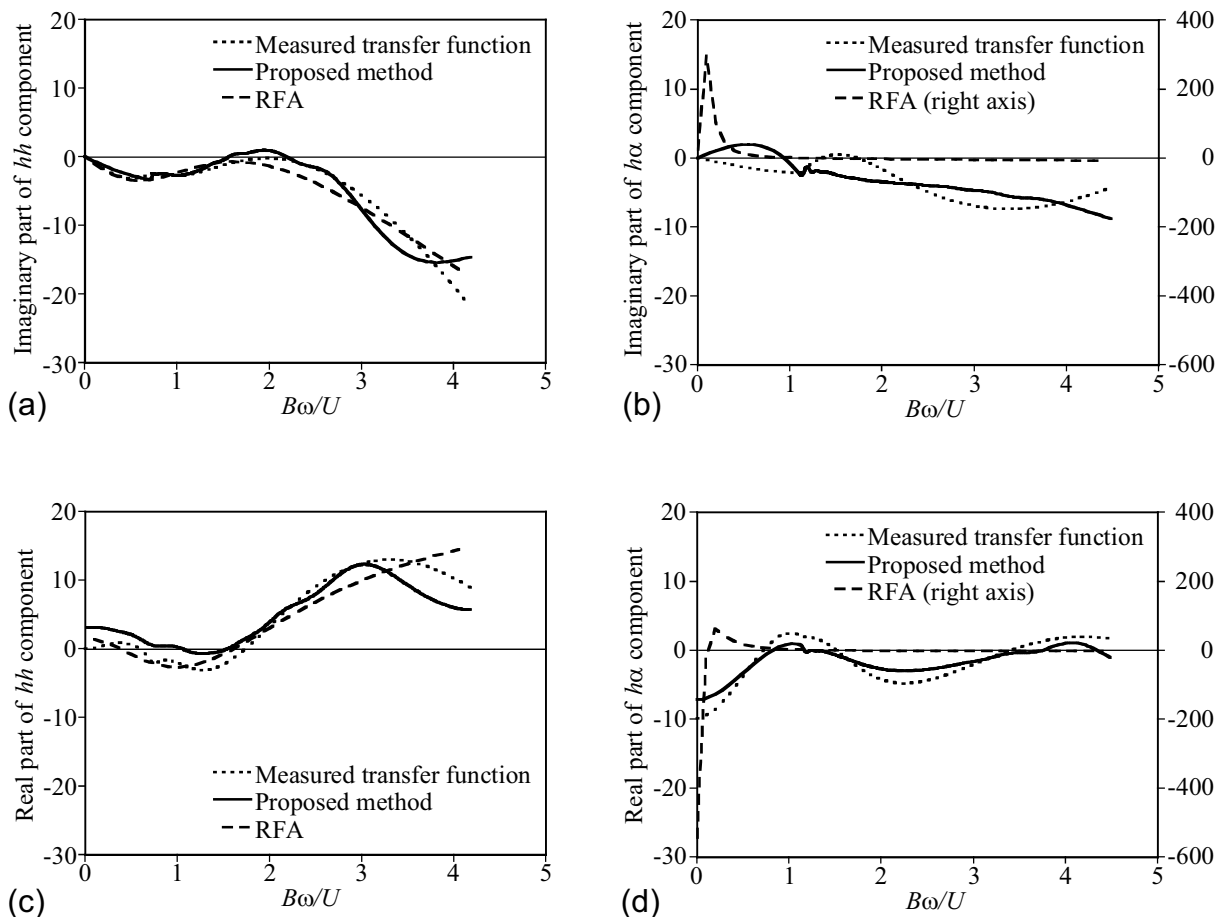 20
10
0
-10
-20
-30
Imaginary part of hh component
Measured transfer function
Proposed method
RFA
0 1 2 3 4 5
Bω/U
(a)
20
10
0
-10
-20
-30
Imaginary part of hα component
Measured transfer function
Proposed method
RFA (right axis)
400
200
0
-200
-400
-600
0 1 2 3 4 5
Bω/U
(b)
20
10
0
-10
-20
-30
Real part of hh component
Measured transfer function
Proposed method
RFA
0 1 2 3 4 5
Bω/U
(c)
20
10
0
-10
-20
-30
Real part of hα component
Measured transfer function
Proposed method
RFA (right axis)
400
200
0
-200
-400
-600
0 1 2 3 4 5
Bω/U
(d)